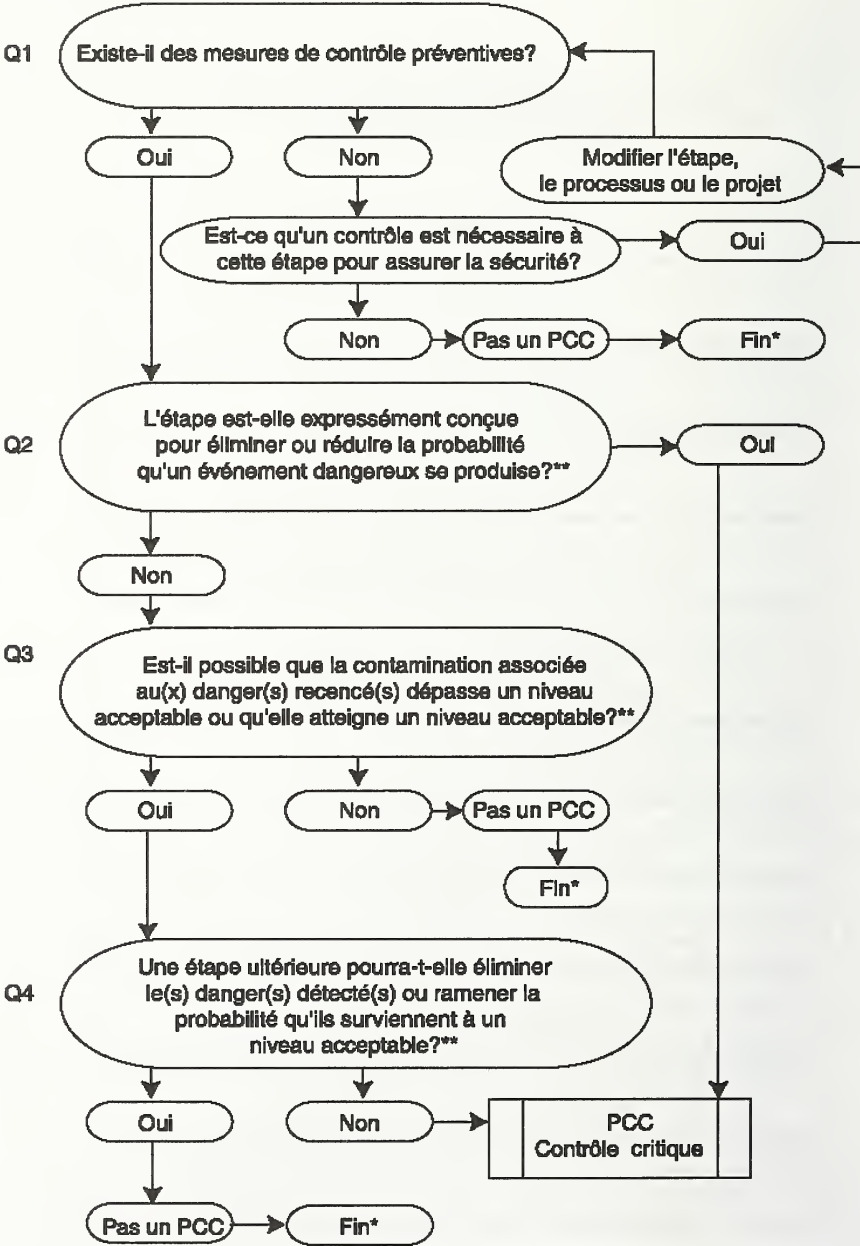 Q1
Existe-il des mesures de contrôle préventives?
Oui
Non
Modifier l'étape,
le processus ou le projet
Est-ce qu'un contrôle est nécessaire à
cette étape pour assurer la sécurité?
Oui
Non
Pas un PCC
Fin*
Q2
L'étape est-elle expressément conçue
pour éliminer ou réduire la probabilité
qu'un événement dangereux se produise?**
Oui
Non
Q3
Est-il possible que la contamination associée
au(x) danger(s) recencé(s) dépasse un niveau
acceptable ou qu'elle atteigne un niveau acceptable?**
Oui
Non
Pas un PCC
Fin*
Q4
Une étape ultérieure pourra-t-elle éliminer
le(s) danger(s) détecté(s) ou ramener la
probabilité qu'ils surviennent à un
niveau acceptable?**
Oui
Non
PCC
Contrôle critique
Pas un PCC
Fin*